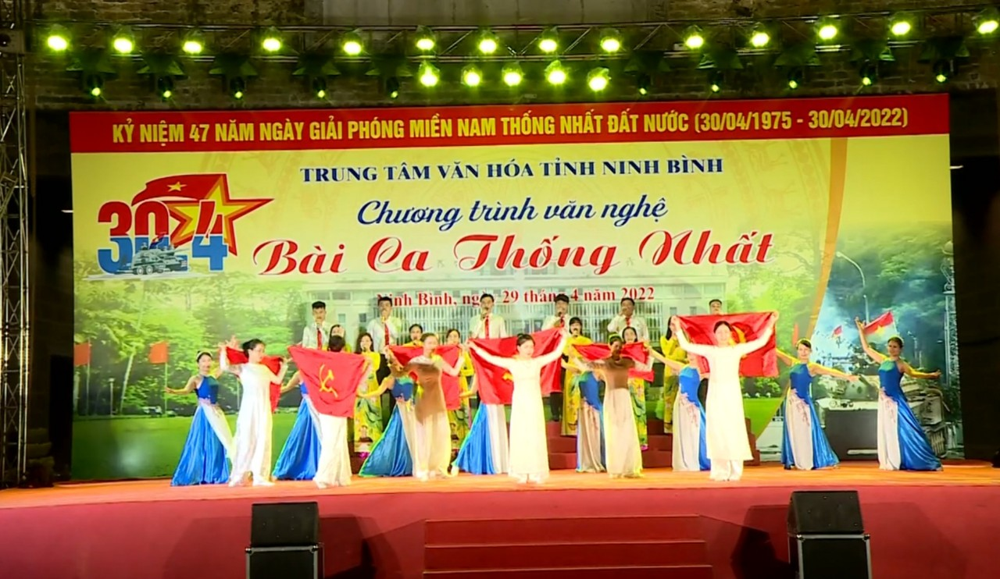 KỶ NIỆM 47 NĂM NGÀY GIẢI PHÓNG MIỀN NAM THỐNG NHẤT ĐẤT NƯỚC (30/04/1975 - 30/04/2022)
TRUNG TÂM VĂN HÓA TỈNH NINH BÌNH
Chương trình văn nghệ
30.4
Bài Ca Thống Nhất
Ninh Bình, ngày 29 tháng 4 năm 2022